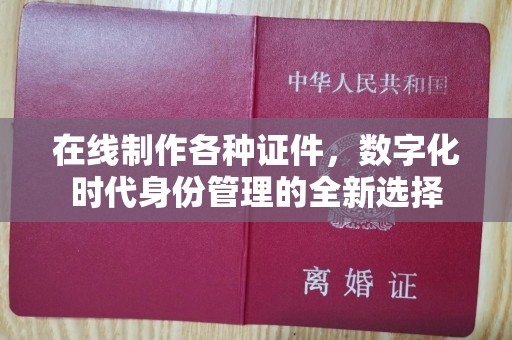 中华人民共和国
在线制作各种证件，数字化
时代身份管理的全新选择
离婚证